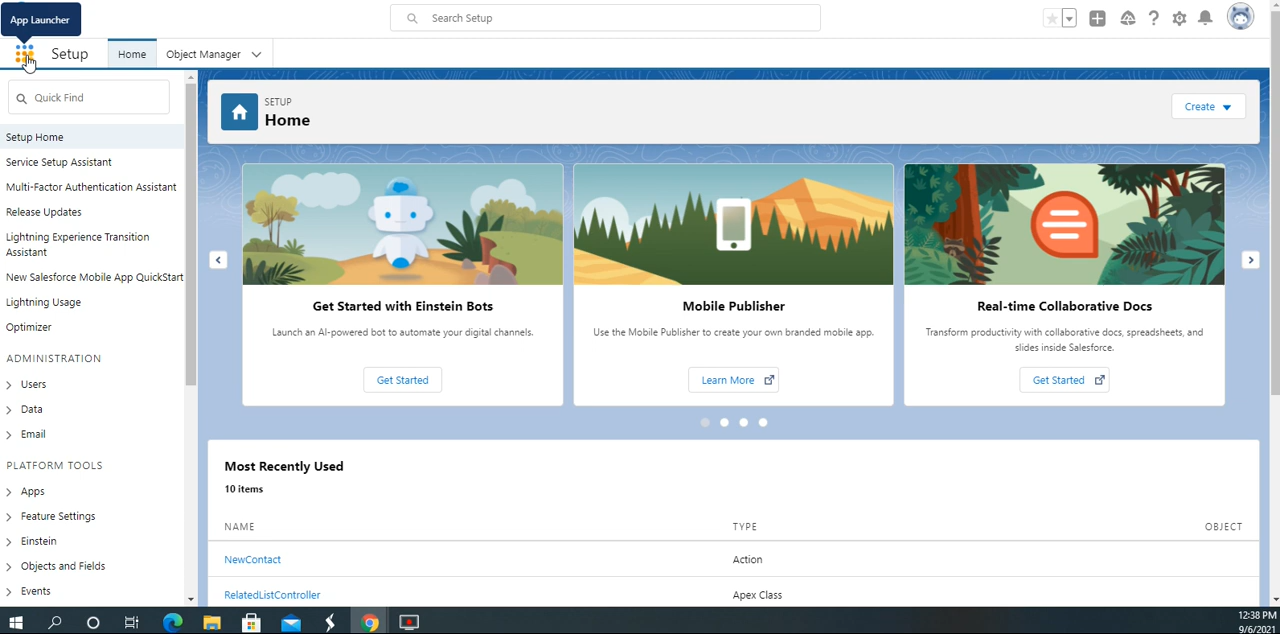 App Launcher
Search Setup
Setup
Home
Object Manager
Quick Find
Setup Home
Service Setup Assistant
Multi-Factor Authentication Assistant
Release Updates
Lightning Experience Transition
Assistant
New Salesforce Mobile App QuickStart
Lightning Usage
Optimizer
ADMINISTRATION
Users
Data
Email
PLATFORM TOOLS
Apps
Feature Settings
Einstein
Objects and Fields
Events
SETUP
Home
Create
Get Started with Einstein Bots
Launch an AI-powered bot to automate your digital channels.
Get Started
Mobile Publisher
Use the Mobile Publisher to create your own branded mobile app.
Learn More
Real-time Collaborative Docs
Transform productivity with collaborative docs, spreadsheets, and
slides inside Salesforce.
Get Started
Most Recently Used
10 items
NAME TYPE OBJECT
NewContact Action
RelatedListController Apex Class
12:38 PM
9/6/2021